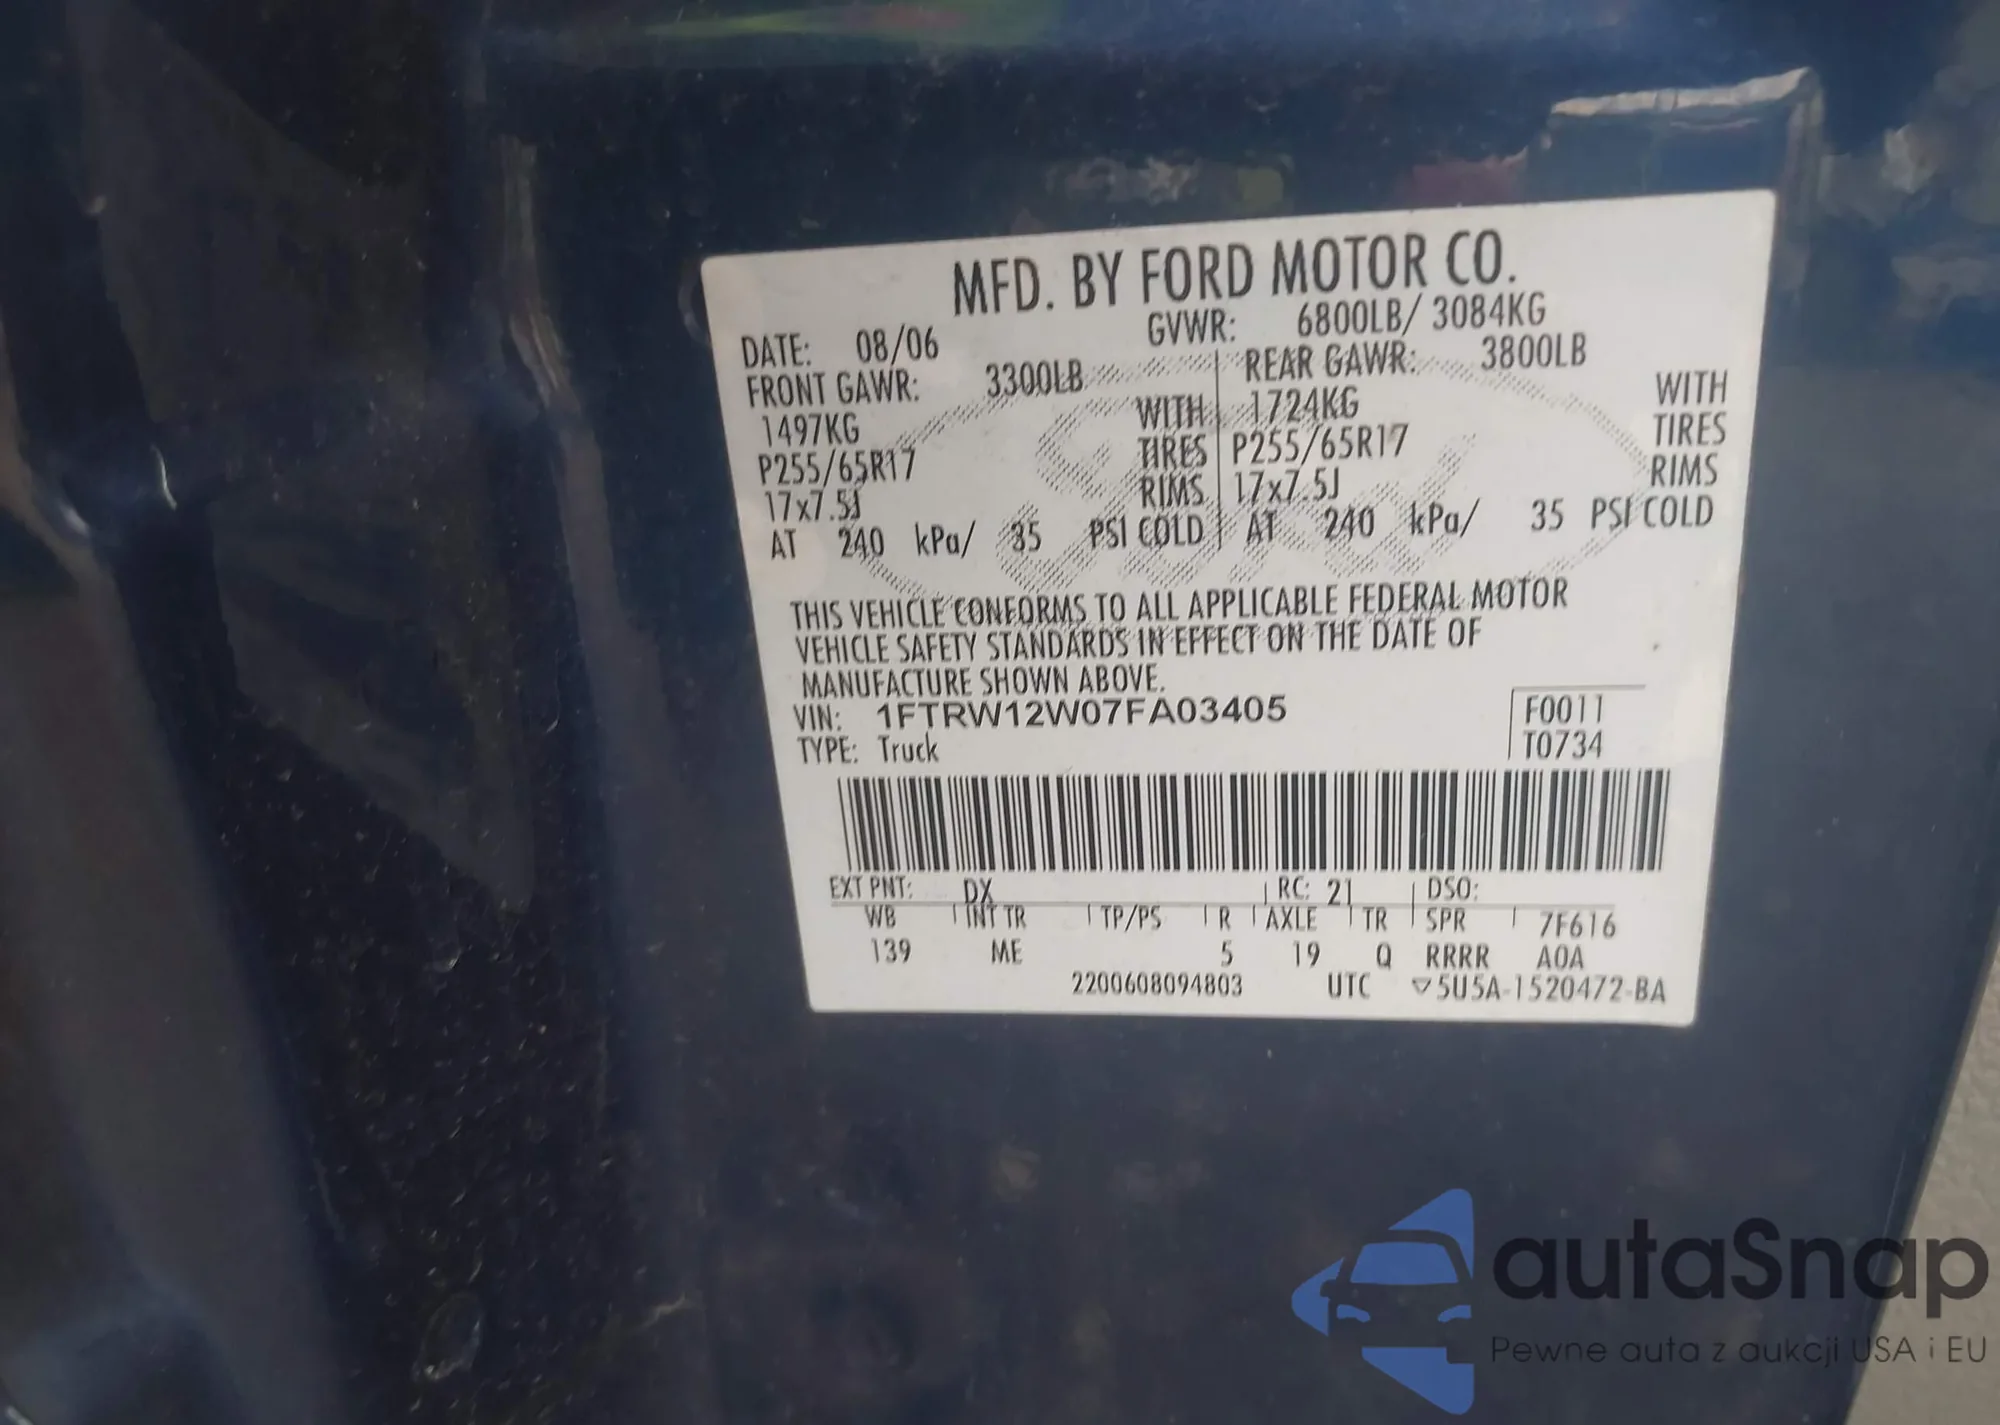 MFD. BY FORD MOTOR CO.
DATE: 08/06 GVWR: 6800LB/ 3084KG
FRONT GAWR: 3300LB REAR GAWR: 3800LB
1497KG WITH 1724KG WITH
P255/65R17 TIRES P255/65R17 TIRES
17x7.5J RIMS 17x7.5J RIMS
AT 240 kPa/ 35 PSI COLD AT 240 kPa/ 35 PSI COLD
THIS VEHICLE CONFORMS TO ALL APPLICABLE FEDERAL MOTOR
VEHICLE SAFETY STANDARDS IN EFFECT ON THE DATE OF
MANUFACTURE SHOWN ABOVE.
VIN: 1FTRW12W07FA03405 F0011
TYPE: Truck T0734
EXT PNT: DX RC: 21 DSO:
WB INT TR TP/PS R AXLE TR SPR 7F616
139 ME 5 19 Q RRRR A0A
2200608094803 UTC ▽5U5A-1520472-BA
autaSnap
Pewne auta z aukcji USA i EU